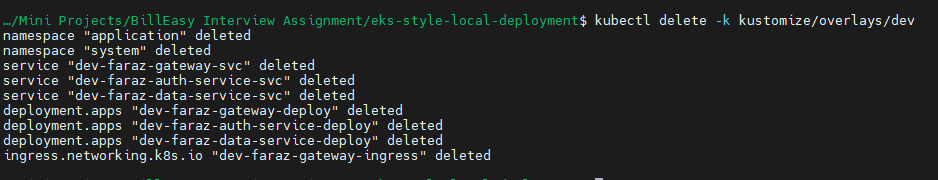 …/Mini Projects/BillEasy Interview Assignment/eks-style-local-deployment$ kubectl delete -k kustomize/overlays/dev
namespace "application" deleted
namespace "system" deleted
service "dev-faraz-gateway-svc" deleted
service "dev-faraz-auth-service-svc" deleted
service "dev-faraz-data-service-svc" deleted
deployment.apps "dev-faraz-gateway-deploy" deleted
deployment.apps "dev-faraz-auth-service-deploy" deleted
deployment.apps "dev-faraz-data-service-deploy" deleted
ingress.networking.k8s.io "dev-faraz-gateway-ingress" deleted